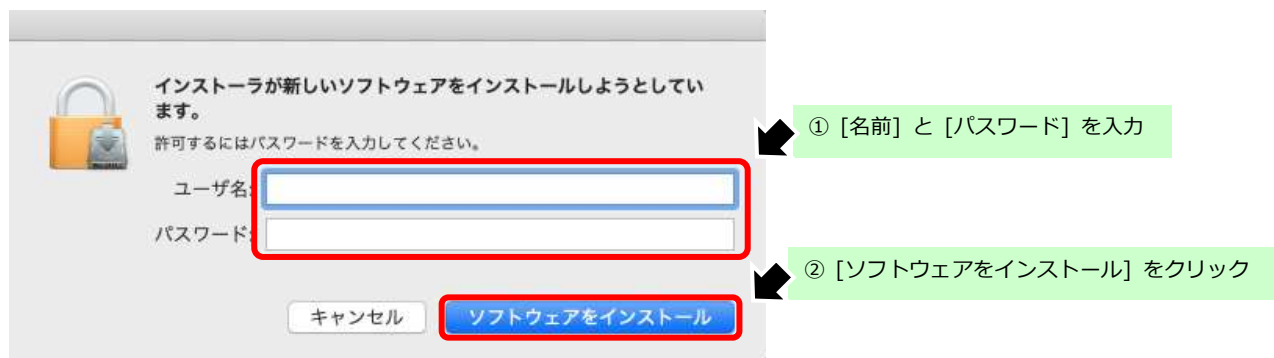 インストーラが新しいソフトウェアをインストールしようとしてい
ます。
許可するにはパスワードを入力してください。
① [名前] と [パスワード] を入力
ユーザ名:
パスワード:
② [ソフトウェアをインストール] をクリック
キャンセル
ソフトウェアをインストール